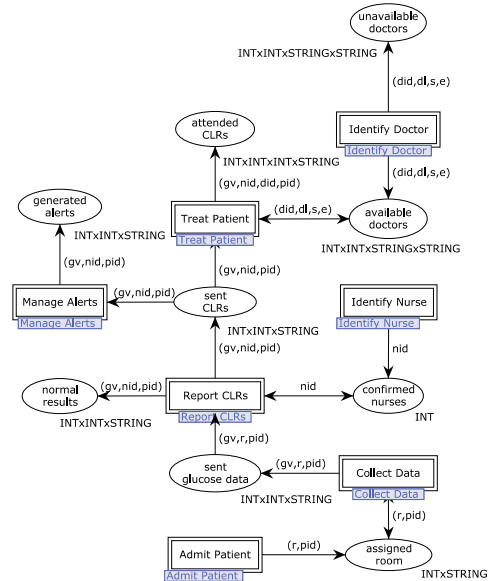 unavailable
doctors
INTxINTxSTRINGxSTRING
(did,dl,s,e)
attended
CLRs
Identify Doctor
Identify Doctor
INTxINTxINTxSTRING
(gv,nid,did,pid)
(did,dl,s,e)
generated
alerts
Treat Patient
Treat Patient
(did,dl,s,e)
available
doctors
INTxINTxSTRING
INTxINTxSTRINGxSTRING
(gv,nid,pid)
(gv,nid,pid)
Manage Alerts
Manage Alerts
(gv,nid,pid)
sent
CLRs
Identify Nurse
Identify Nurse
INTxINTxSTRING
(gv,nid,pid)
nid
normal
results
(gv,nid,pid)
Report CLRs
Report CLRs
nid
confirmed
nurses
INTxINTxSTRING
INT
(gv,r,pid)
sent
glucose data
(gv,r,pid)
Collect Data
Collect Data
INTxINTxSTRING
(r,pid)
Admit Patient
Admit Patient
(r,pid)
assigned
room
INTxSTRING